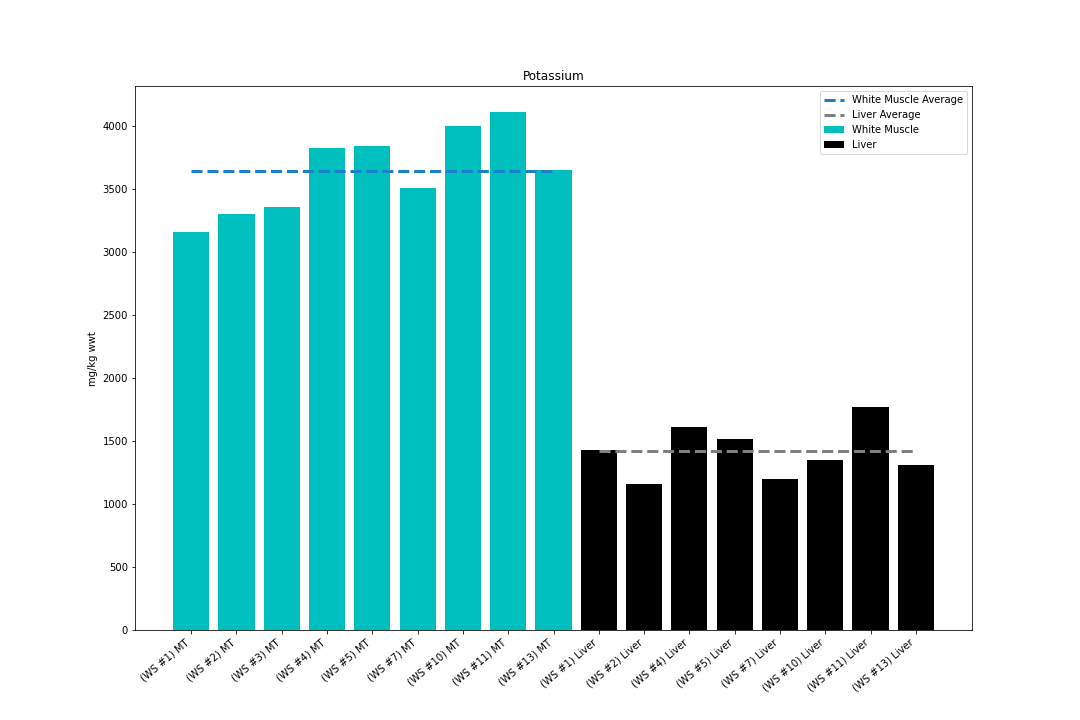 Potassium
White Muscle Average
Liver Average
White Muscle
Liver
mg/kg wwt
4000
3500
3000
2500
2000
1500
1000
500
0
(WS #1) MT
(WS #2) MT
(WS #3) MT
(WS #4) MT
(WS #5) MT
(WS #7) MT
(WS #10) MT
(WS #11) MT
(WS #13) MT
(WS #1) Liver
(WS #2) Liver
(WS #4) Liver
(WS #5) Liver
(WS #7) Liver
(WS #10) Liver
(WS #11) Liver
(WS #13) Liver